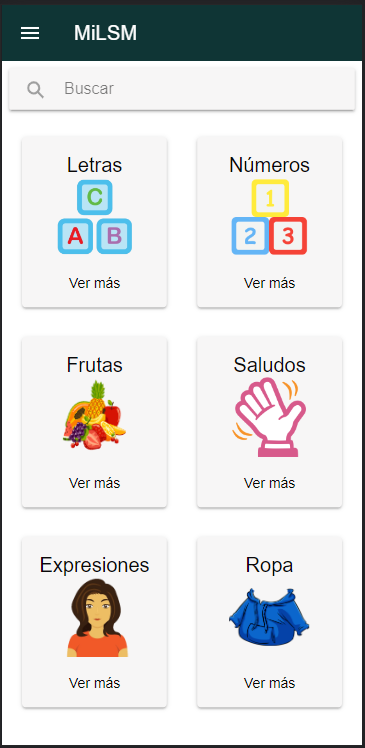 MiLSM
Buscar
Letras
C
A B
Ver más
Números
1
2 3
Ver más
Frutas
Ver más
Saludos
Ver más
Expresiones
Ver más
Ropa
Ver más